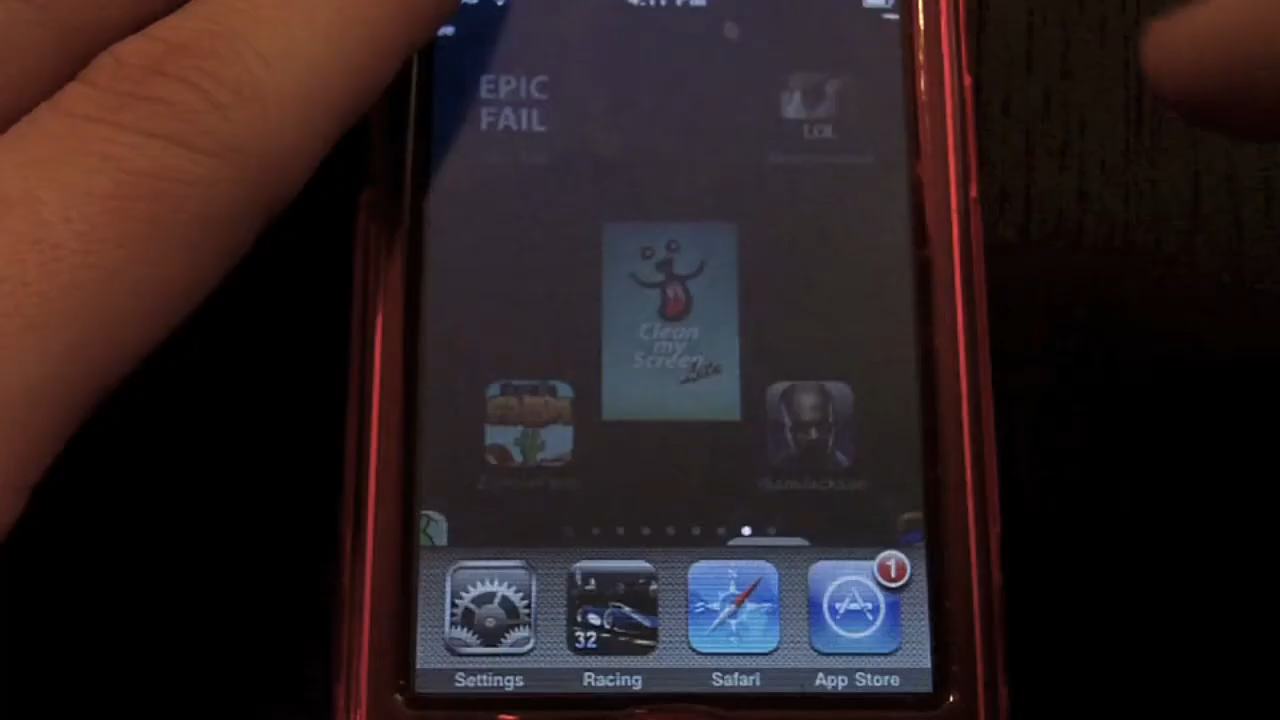 EPIC
FAIL
LOL
Clean
my
Screen
Lite
1
32
Settings
Racing
Safari
App Store